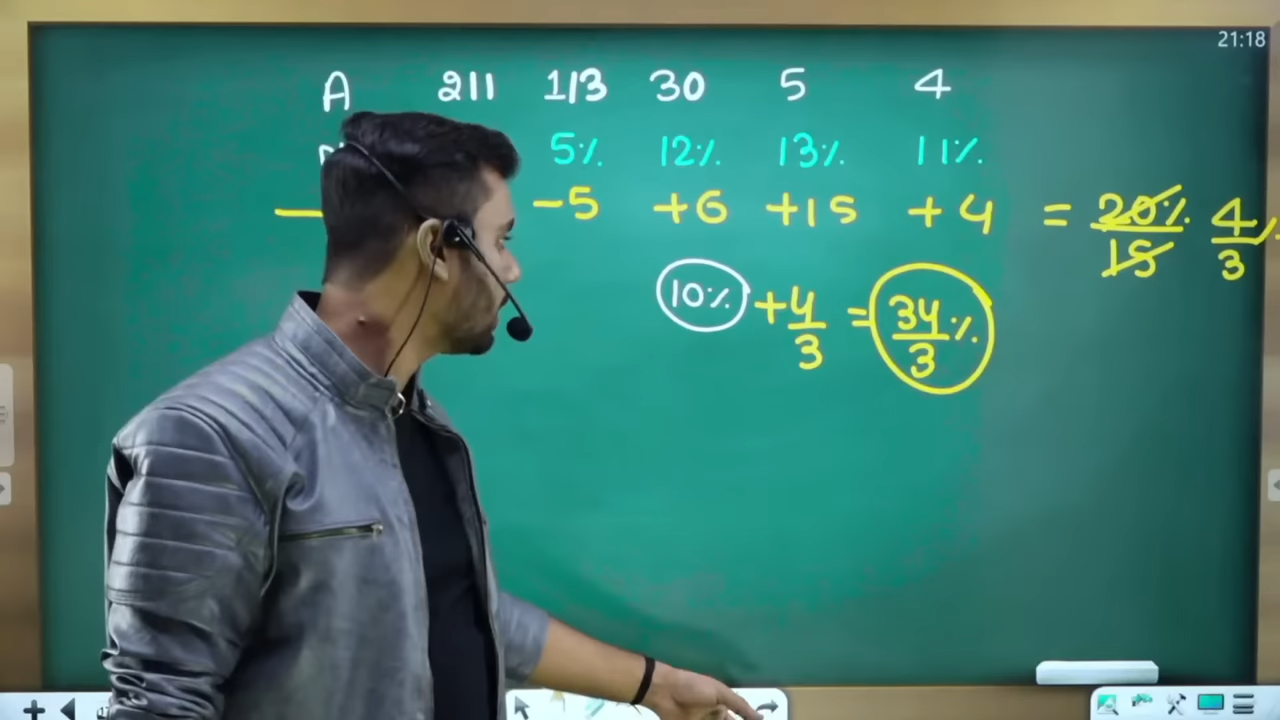 21:18
A 211 1/3 30 5 4
5% 12% 13% 11%
- -5 +6 +15 +4 = 20%/15 4/3%
10% + 4/3 = 34/3%